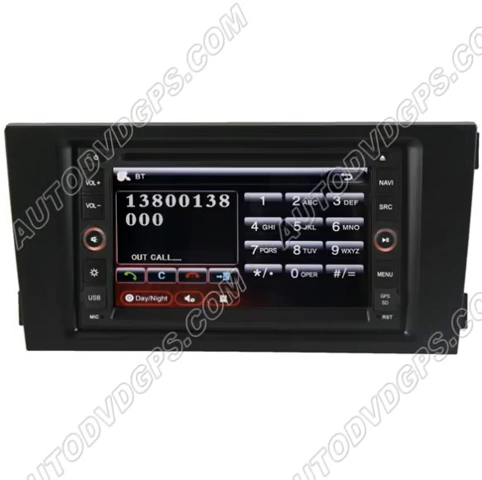 AUTODVDGPS.COM
BT
VOL+
NAVI
13800138
000
1 2 ABC 3 DEF
VOL-
SRC
4 GHI 5 JKL 6 MNO
7 PQRS 8 TUV 9 WXYZ
OUT CALL....
*/. 0 OPER #/=
C
MENU
Day/Night
USB
GPS
SD
MIC
RST
AUTODVDGPS.COM
AUTODVDGPS.COM
AUTODVDGPS.COM